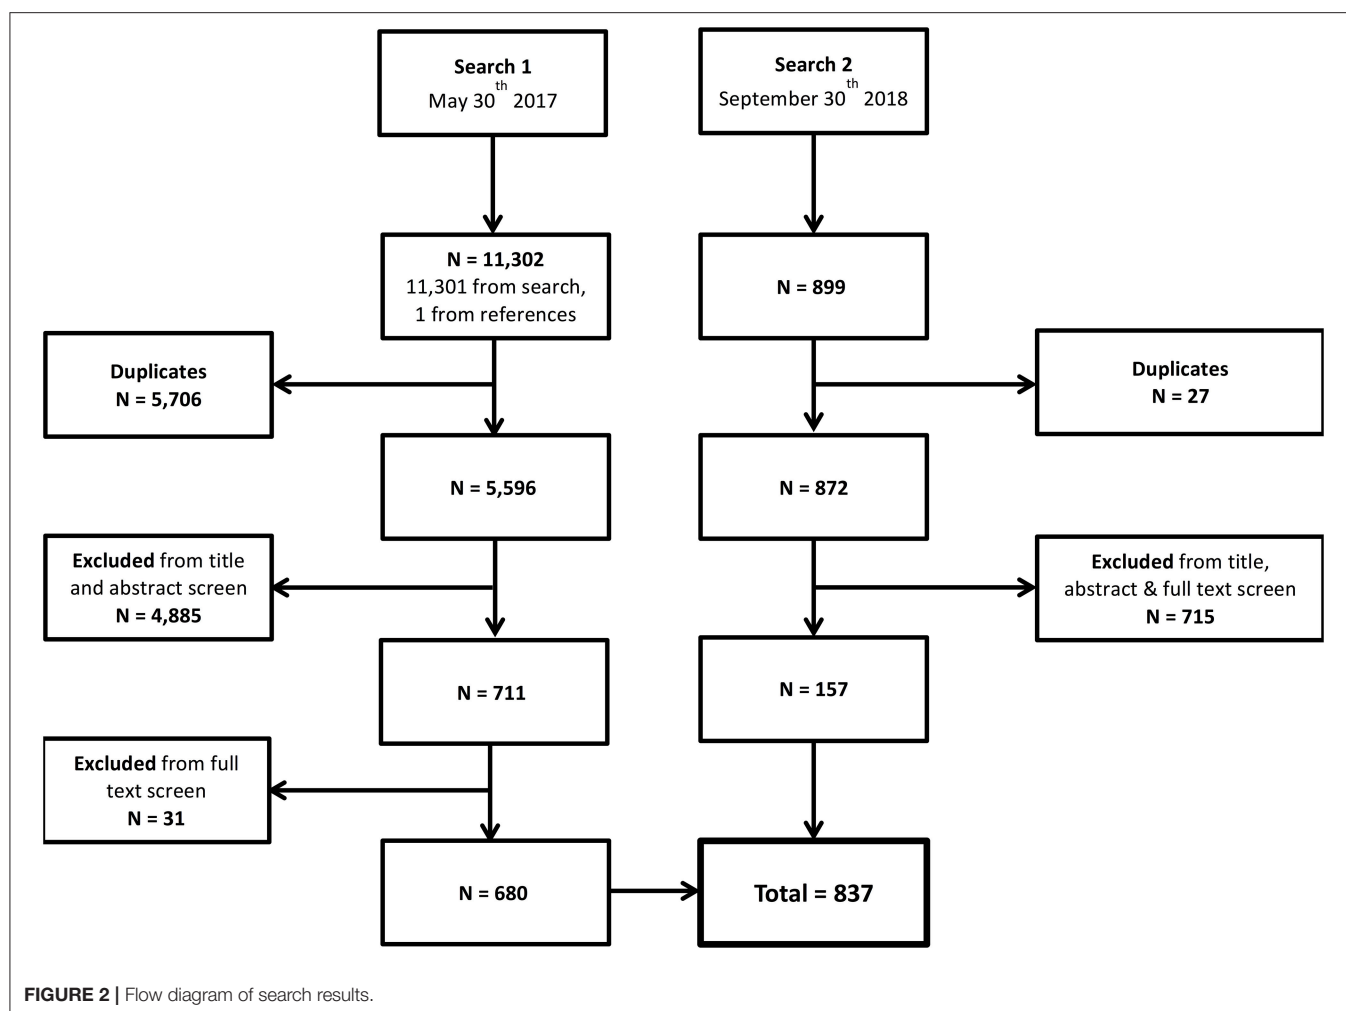 Search 1
May 30th 2017
Search 2
September 30th 2018
N = 11,302
11,301 from search,
1 from references
N = 899
Duplicates
N = 5,706
Duplicates
N = 27
N = 5,596
N = 872
Excluded from title
and abstract screen
N = 4,885
Excluded from title,
abstract & full text screen
N = 715
N = 711
N = 157
Excluded from full
text screen
N = 31
N = 680
Total = 837
FIGURE 2 | Flow diagram of search results.